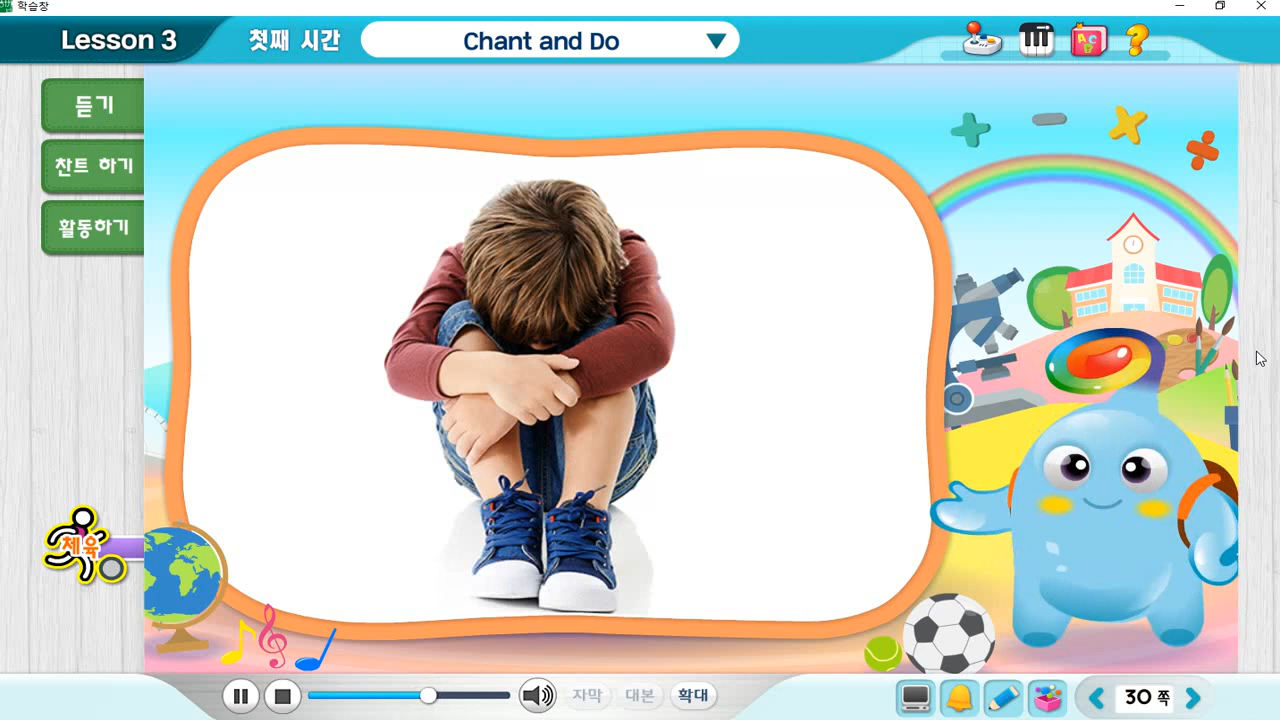 학습창
Lesson 3
첫째 시간
Chant and Do
듣기
찬트 하기
활동하기
체육
자막
대본
확대
30 쪽